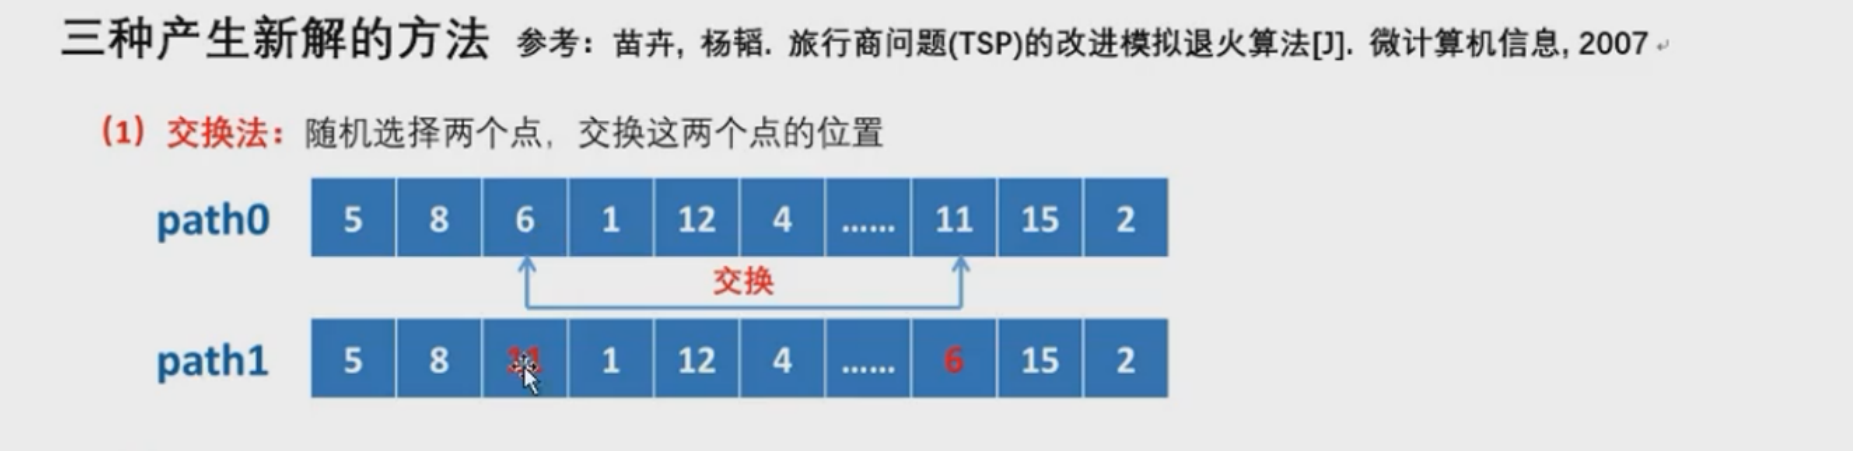 三种产生新解的方法 参考：苗卉, 杨韬. 旅行商问题(TSP)的改进模拟退火算法[J]. 微计算机信息, 2007
(1) 交换法：随机选择两个点，交换这两个点的位置
path0 5 8 6 1 12 4 …… 11 15 2
交换
path1 5 8 11 1 12 4 …… 6 15 2